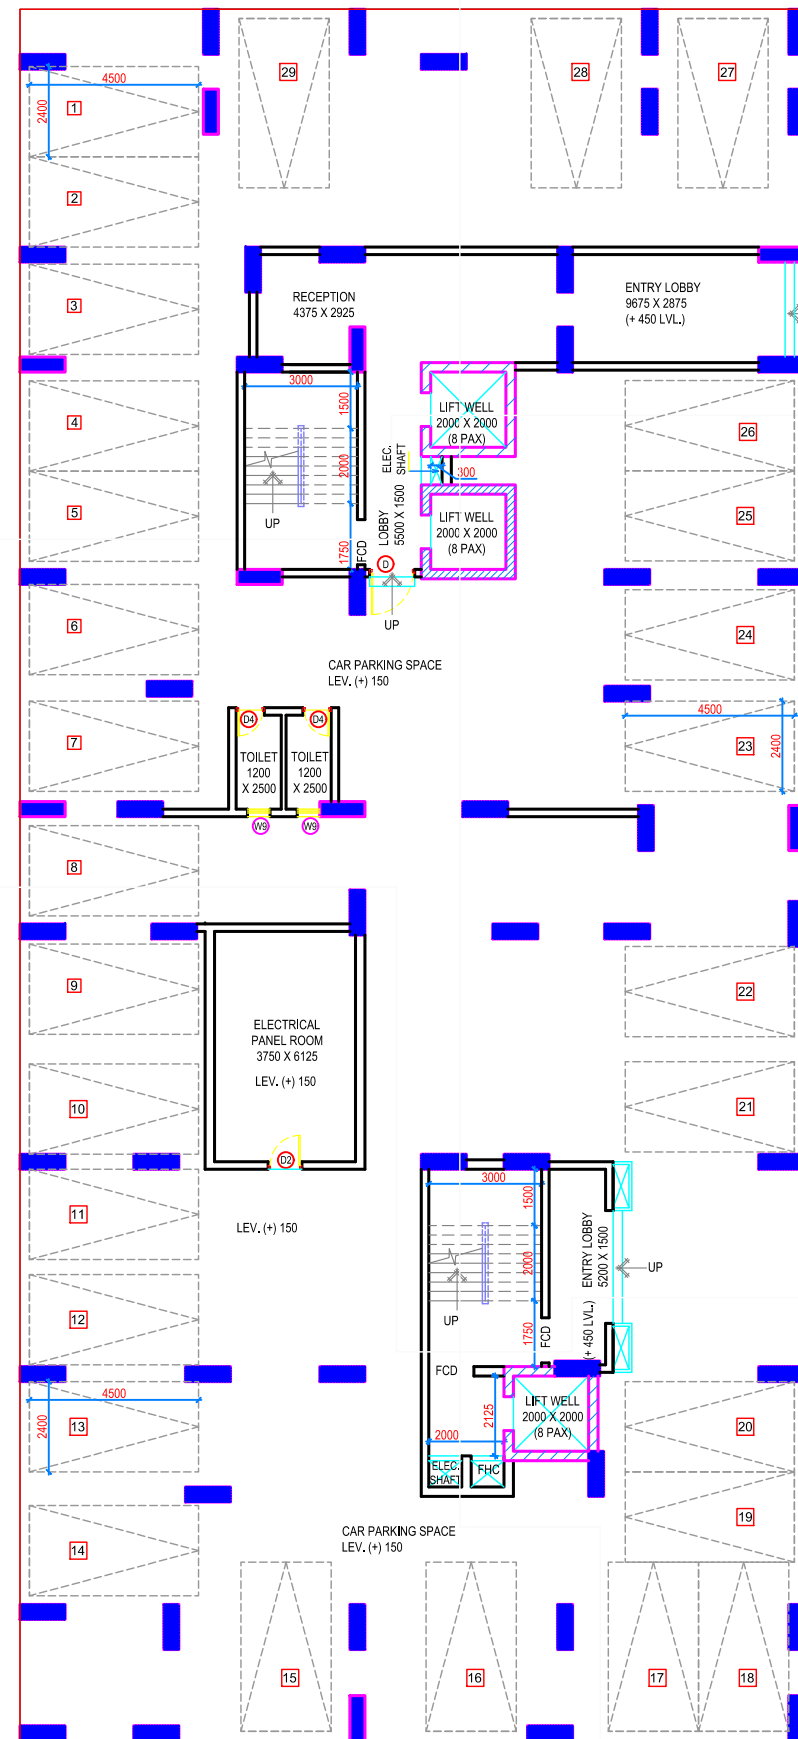 29
28
27
4500
1
2400
2
3
RECEPTION
4375 X 2925
ENTRY LOBBY
9675 X 2875
(+ 450 LVL.)
3000
1500
2000
1750
UP
FCD
4
5
LIFT WELL
2000 X 2000
(8 PAX)
ELEC.
SHAFT
300
LOBBY
5500 X 1500
LIFT WELL
2000 X 2000
(8 PAX)
D
UP
26
25
6
24
CAR PARKING SPACE
LEV. (+) 150
7
D4
D4
TOILET
1200
X 2500
TOILET
1200
X 2500
W9
W9
4500
2400
23
8
9
22
ELECTRICAL
PANEL ROOM
3750 X 6125
LEV. (+) 150
D2
10
21
11
LEV. (+) 150
3000
1500
2000
1750
UP
FCD
ENTRY LOBBY
5200 X 1500
(+ 450 LVL.)
UP
12
FCD
4500
2400
13
LIFT WELL
2000 X 2000
(8 PAX)
2125
2000
ELEC.
SHAFT
FHC
20
19
CAR PARKING SPACE
LEV. (+) 150
14
15
16
17
18